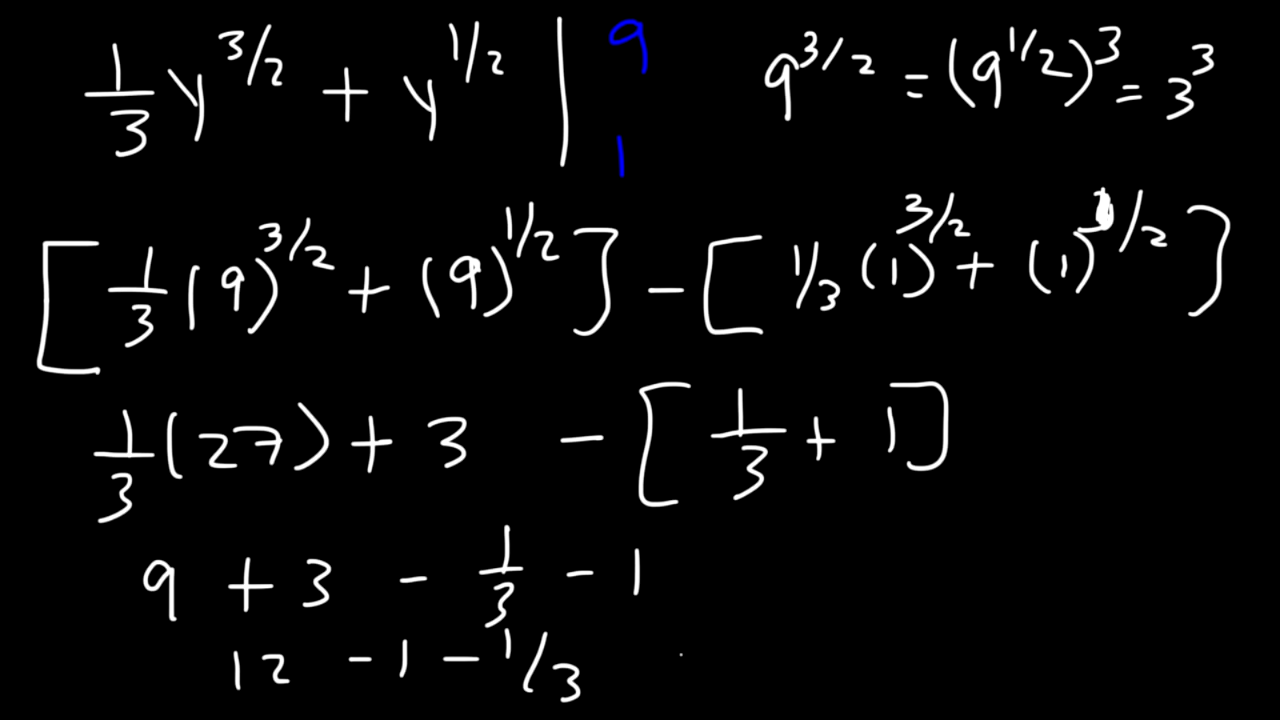 1/3 y^3/2 + y^1/2 | 9 1 9^3/2 = (9^1/2)^3 = 3^3
[1/3 (9)^3/2 + (9)^1/2] - [1/3 (1)^3/2 + (1)^1/2]
1/3 (27) + 3 - [1/3 + 1]
9 + 3 - 1/3 - 1
12 - 1 - 1/3